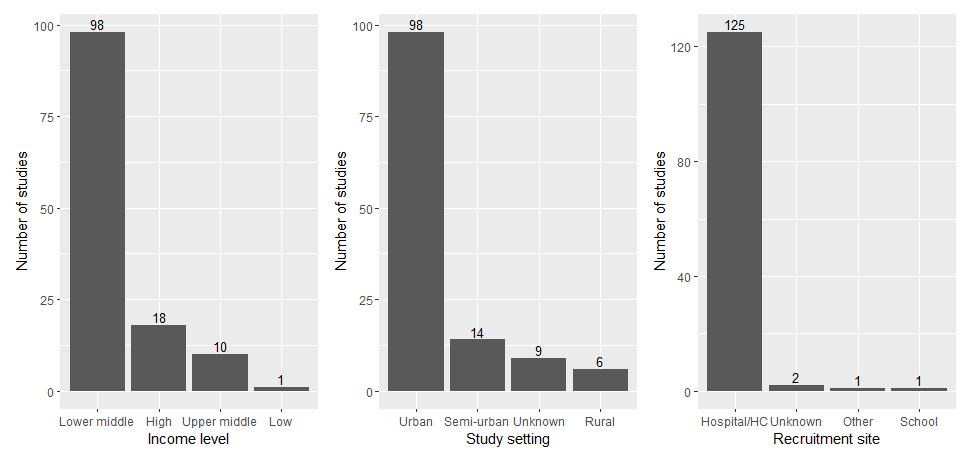 98
100
75
50
25
0
18
10
1
Number of studies
Lower middle High Upper middle Low
Income level
98
100
75
50
25
0
14
9
6
Number of studies
Urban Semi-urban Unknown Rural
Study setting
125
120
80
40
0
2
1
1
Number of studies
Hospital/HC Unknown Other School
Recruitment site